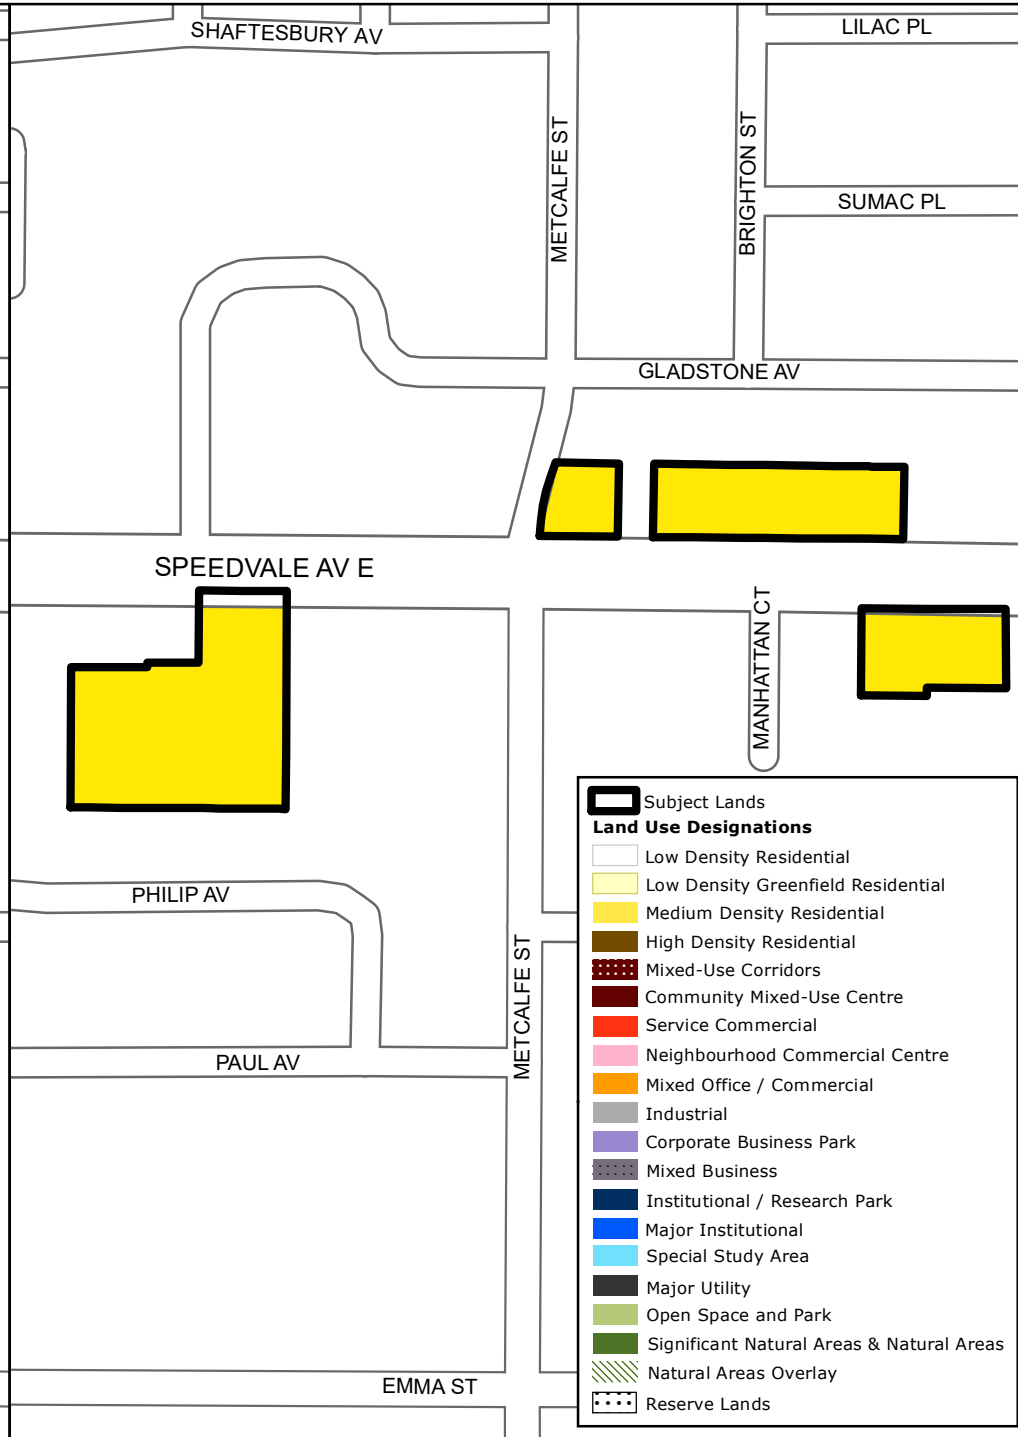 SHAFTESBURY AV
LILAC PL
METCALFE ST
BRIGHTON ST
SUMAC PL
GLADSTONE AV
SPEEDVALE AV E
MANHATTAN CT
PHILIP AV
METCALFE ST
PAUL AV
EMMA ST
Subject Lands
Land Use Designations
Low Density Residential
Low Density Greenfield Residential
Medium Density Residential
High Density Residential
Mixed-Use Corridors
Community Mixed-Use Centre
Service Commercial
Neighbourhood Commercial Centre
Mixed Office / Commercial
Industrial
Corporate Business Park
Mixed Business
Institutional / Research Park
Major Institutional
Special Study Area
Major Utility
Open Space and Park
Significant Natural Areas & Natural Areas
Natural Areas Overlay
Reserve Lands